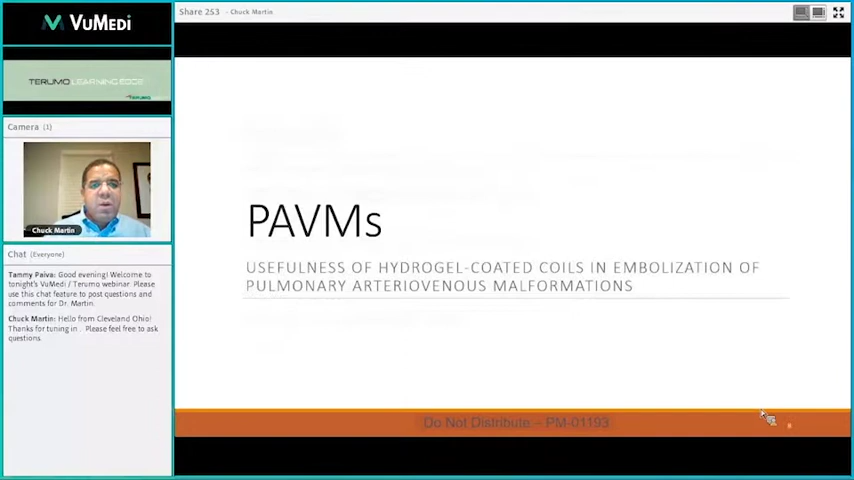 VuMedi
TERUMO LEARNING EDGE
TERUMO
Camera (1)
Chuck Martin
Chat (Everyone)
Tammy Paiva: Good evening! Welcome to
tonight's VuMedi / Terumo webinar. Please
use this chat feature to post questions and
comments for Dr. Martin.
Chuck Martin: Hello from Cleveland Ohio!
Thanks for tuning in . Please feel free to ask
questions.
Share 253 - Chuck Martin
PAVMs
USEFULNESS OF HYDROGEL-COATED COILS IN EMBOLIZATION OF
PULMONARY ARTERIOVENOUS MALFORMATIONS
Do Not Distribute – PM-01193
8